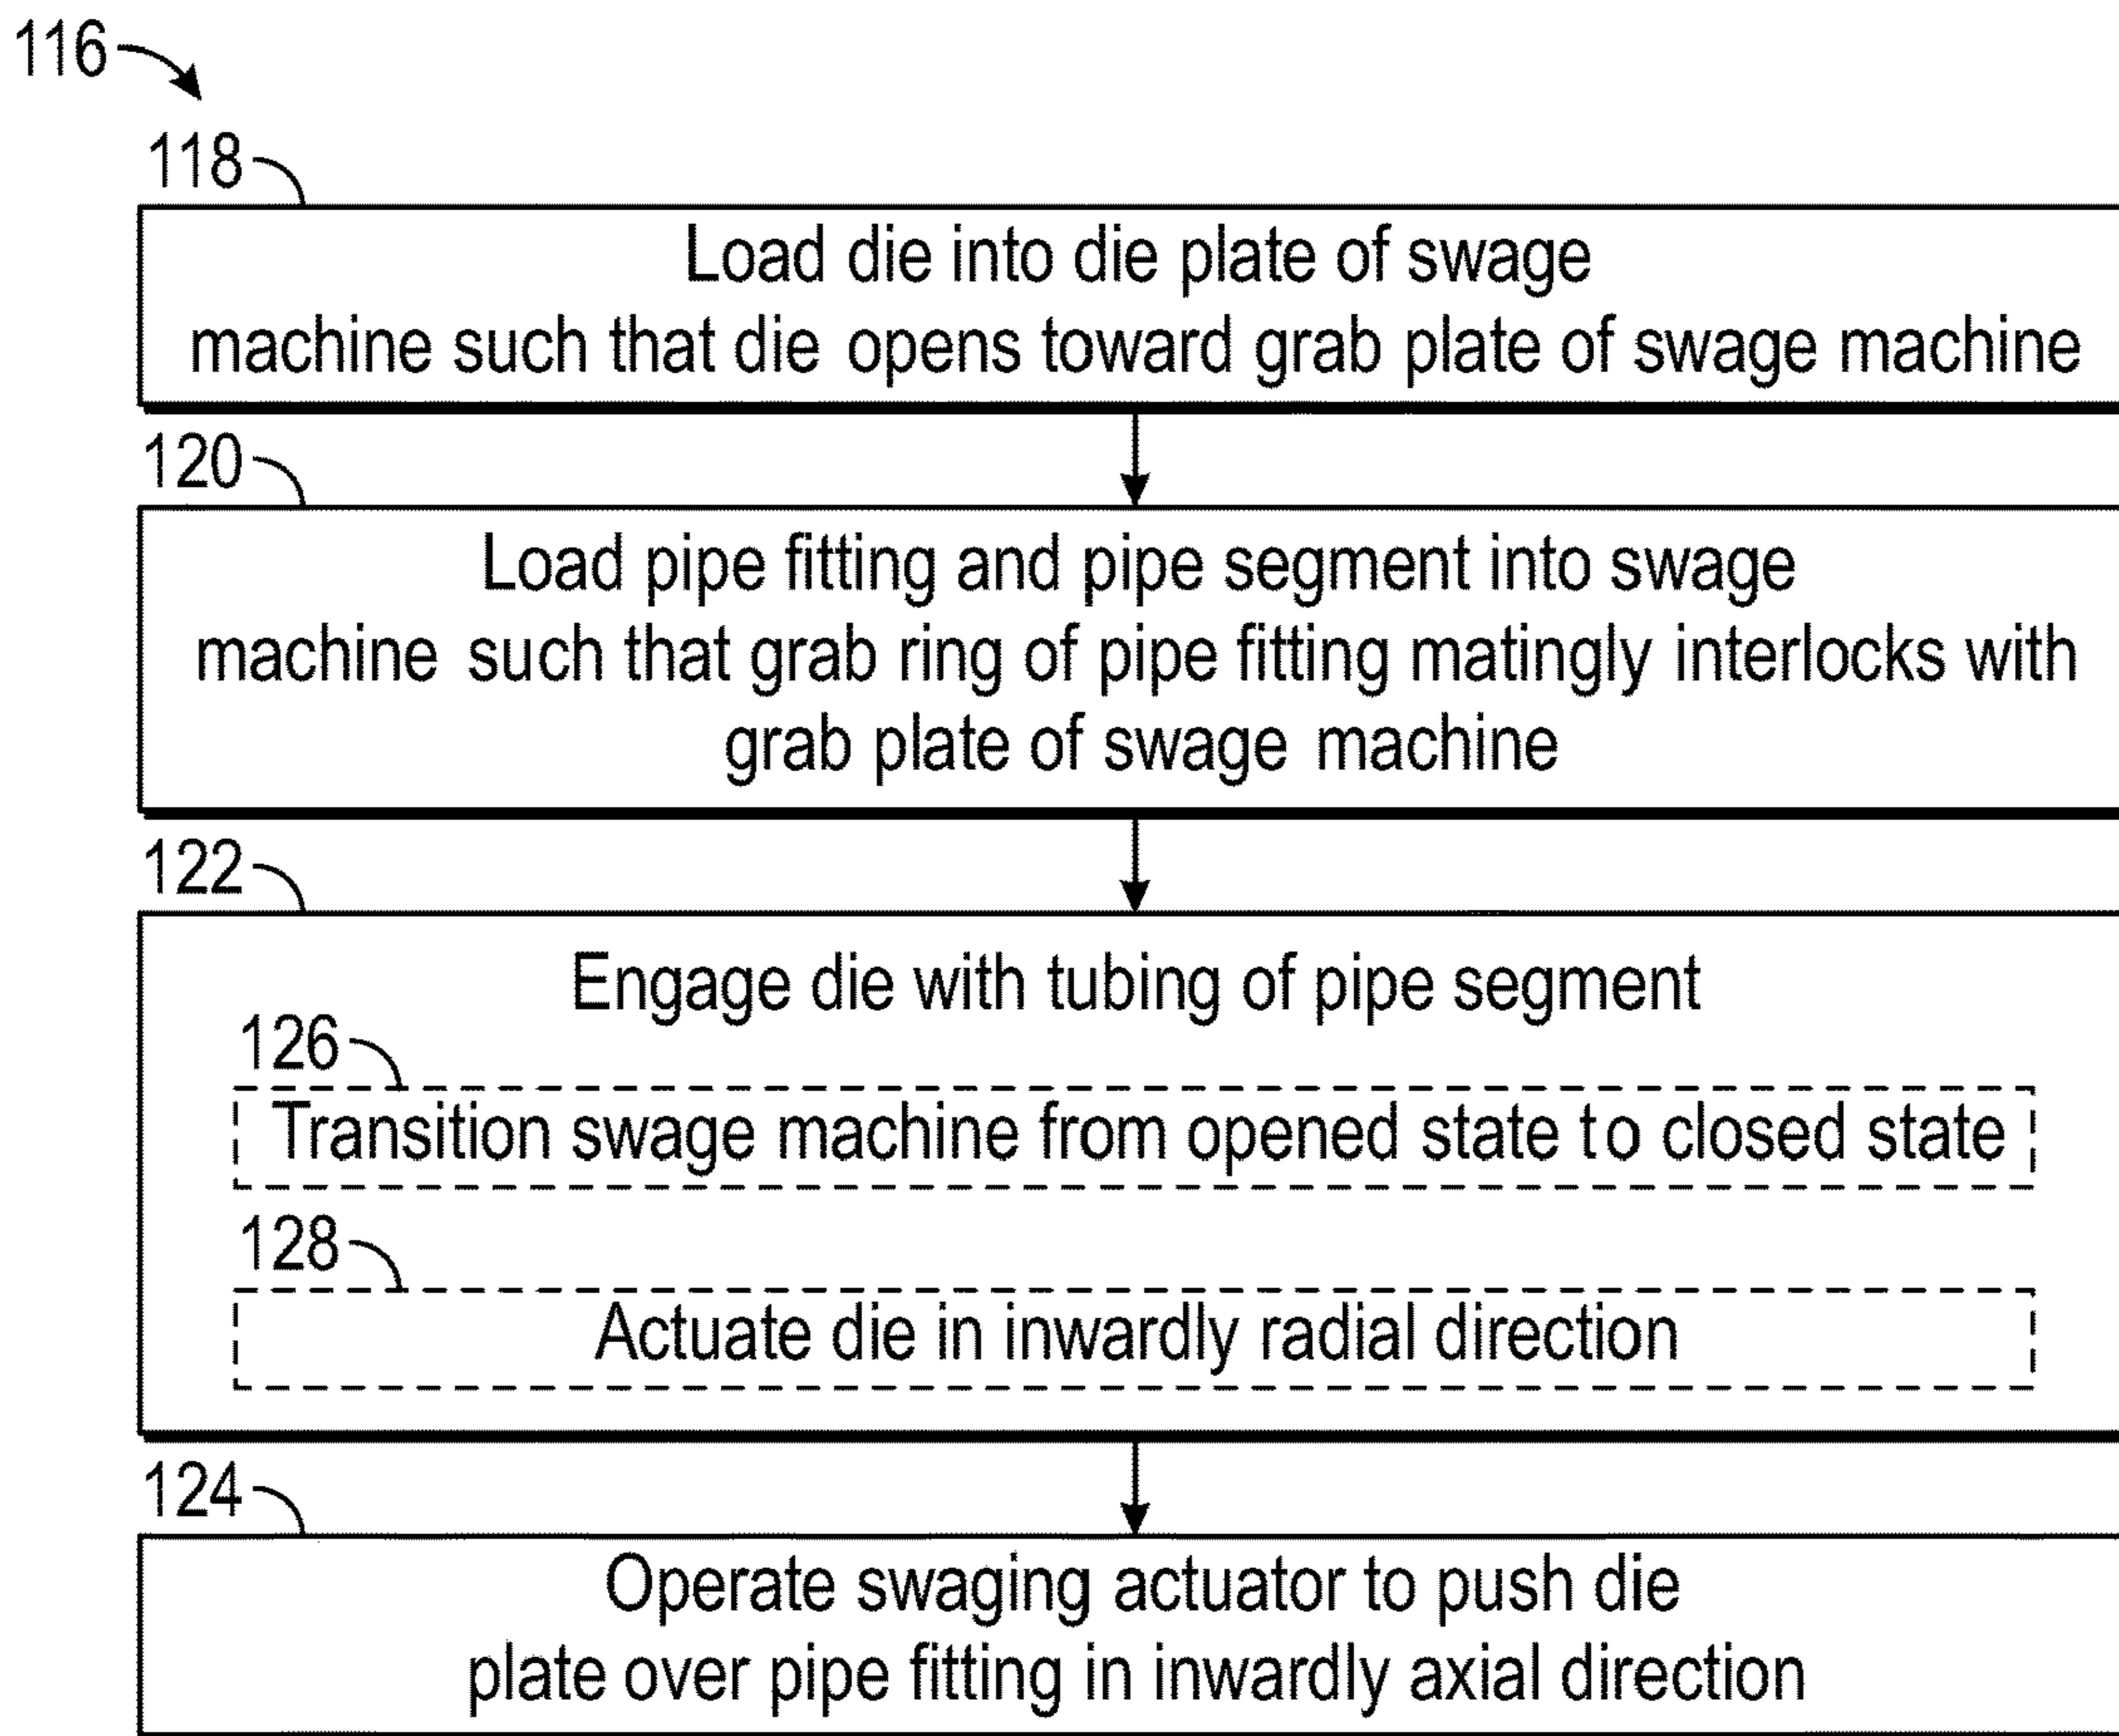 116
118
Load die into die plate of swage
machine such that die opens toward grab plate of swage machine
120
Load pipe fitting and pipe segment into swage
machine such that grab ring of pipe fitting matingly interlocks with
grab plate of swage machine
122
Engage die with tubing of pipe segment
126
Transition swage machine from opened state to closed state
128
Actuate die in inwardly radial direction
124
Operate swaging actuator to push die
plate over pipe fitting in inwardly axial direction